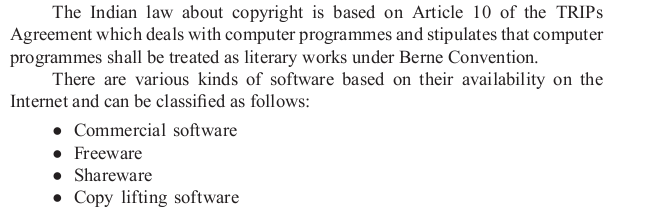 The Indian law about copyright is based on Article 10 of the TRIPs
Agreement which deals with computer programmes and stipulates that computer
programmes shall be treated as literary works under Berne Convention.
There are various kinds of software based on their availability on the
Internet and can be classified as follows:
● Commercial software
● Freeware
● Shareware
● Copy lifting software